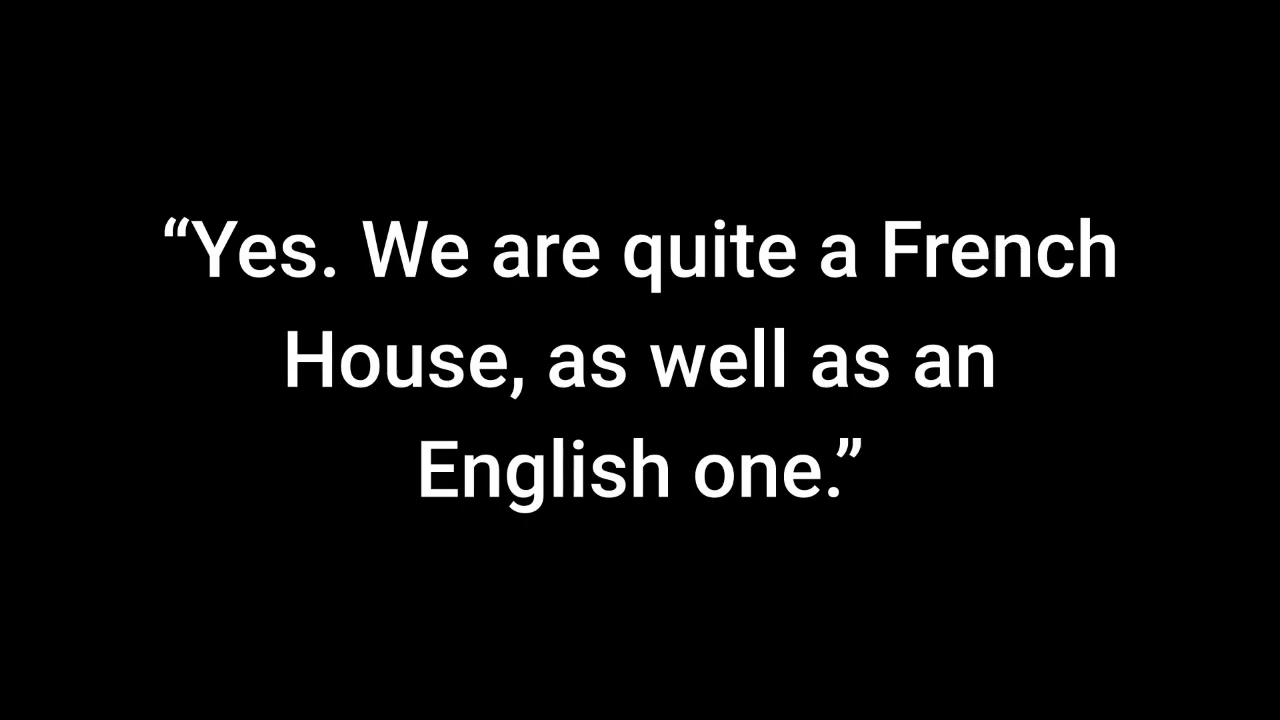 “Yes. We are quite a French
House, as well as an
English one.”